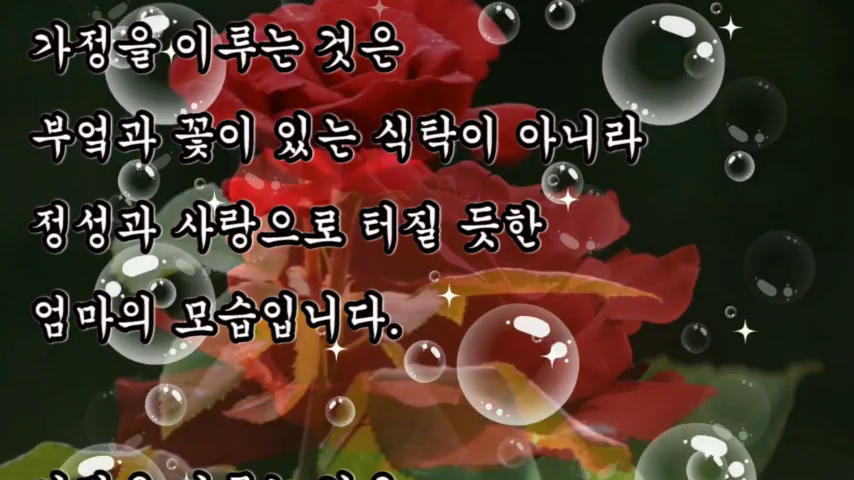 가정을 이루는 것은
부엌과 꽃이 있는 식탁이 아니라
정성과 사랑으로 터질 듯한
엄마의 모습입니다.